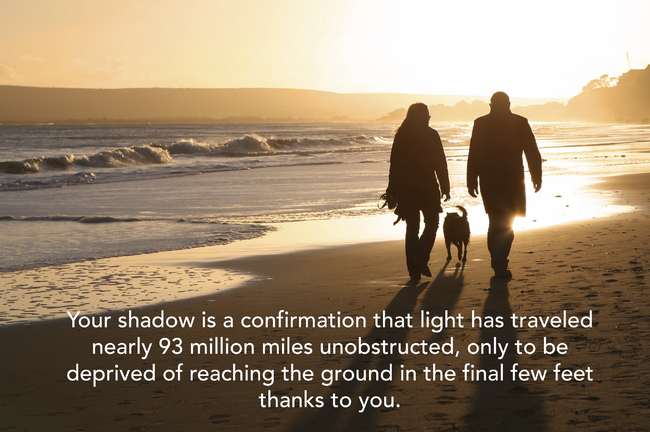 Your shadow is a confirmation that light has traveled
nearly 93 million miles unobstructed, only to be
deprived of reaching the ground in the final few feet
thanks to you.